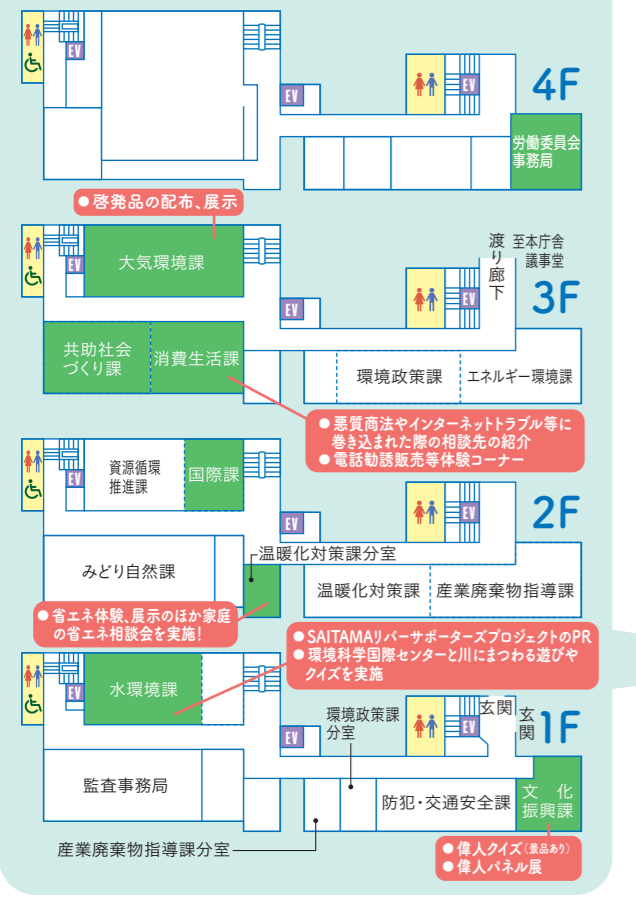 EV
EV
EV
4F
労働委員会
事務局
●啓発品の配布、展示
大気環境課
EV
EV
EV
渡り廊下
至本庁舎
議事堂
3F
共助社会
づくり課
消費生活課
環境政策課
エネルギー環境課
●悪質商法やインターネットトラブル等に
巻き込まれた際の相談先の紹介
●電話勧誘販売等体験コーナー
資源循環
推進課
国際課
EV
EV
EV
2F
みどり自然課
温暖化対策課分室
温暖化対策課
産業廃棄物指導課
●省エネ体験、展示のほか家庭
の省エネ相談会を実施!
●SAITAMAリバーサポーターズプロジェクトのPR
●環境科学国際センターと川にまつわる遊びや
クイズを実施
水環境課
EV
EV
EV
環境政策課
分室
玄関
玄関
1F
監査事務局
防犯・交通安全課
文化
振興課
産業廃棄物指導課分室
●偉人クイズ(景品あり)
●偉人パネル展